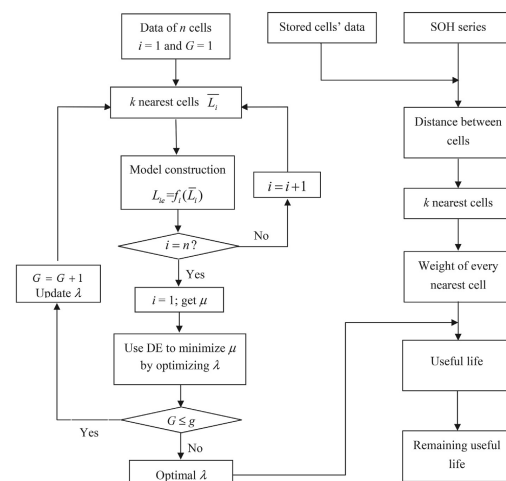 Data of n cells
i = 1 and G = 1
k nearest cells L̅i
Model construction
Lie=fi(L̅i)
i = i+1
i = n?
No
Yes
i = 1; get μ
Use DE to minimize μ
by optimizing λ
G ≤ g
Yes
No
G = G + 1
Update λ
Optimal λ
Stored cells' data
SOH series
Distance between
cells
k nearest cells
Weight of every
nearest cell
Useful life
Remaining useful
life